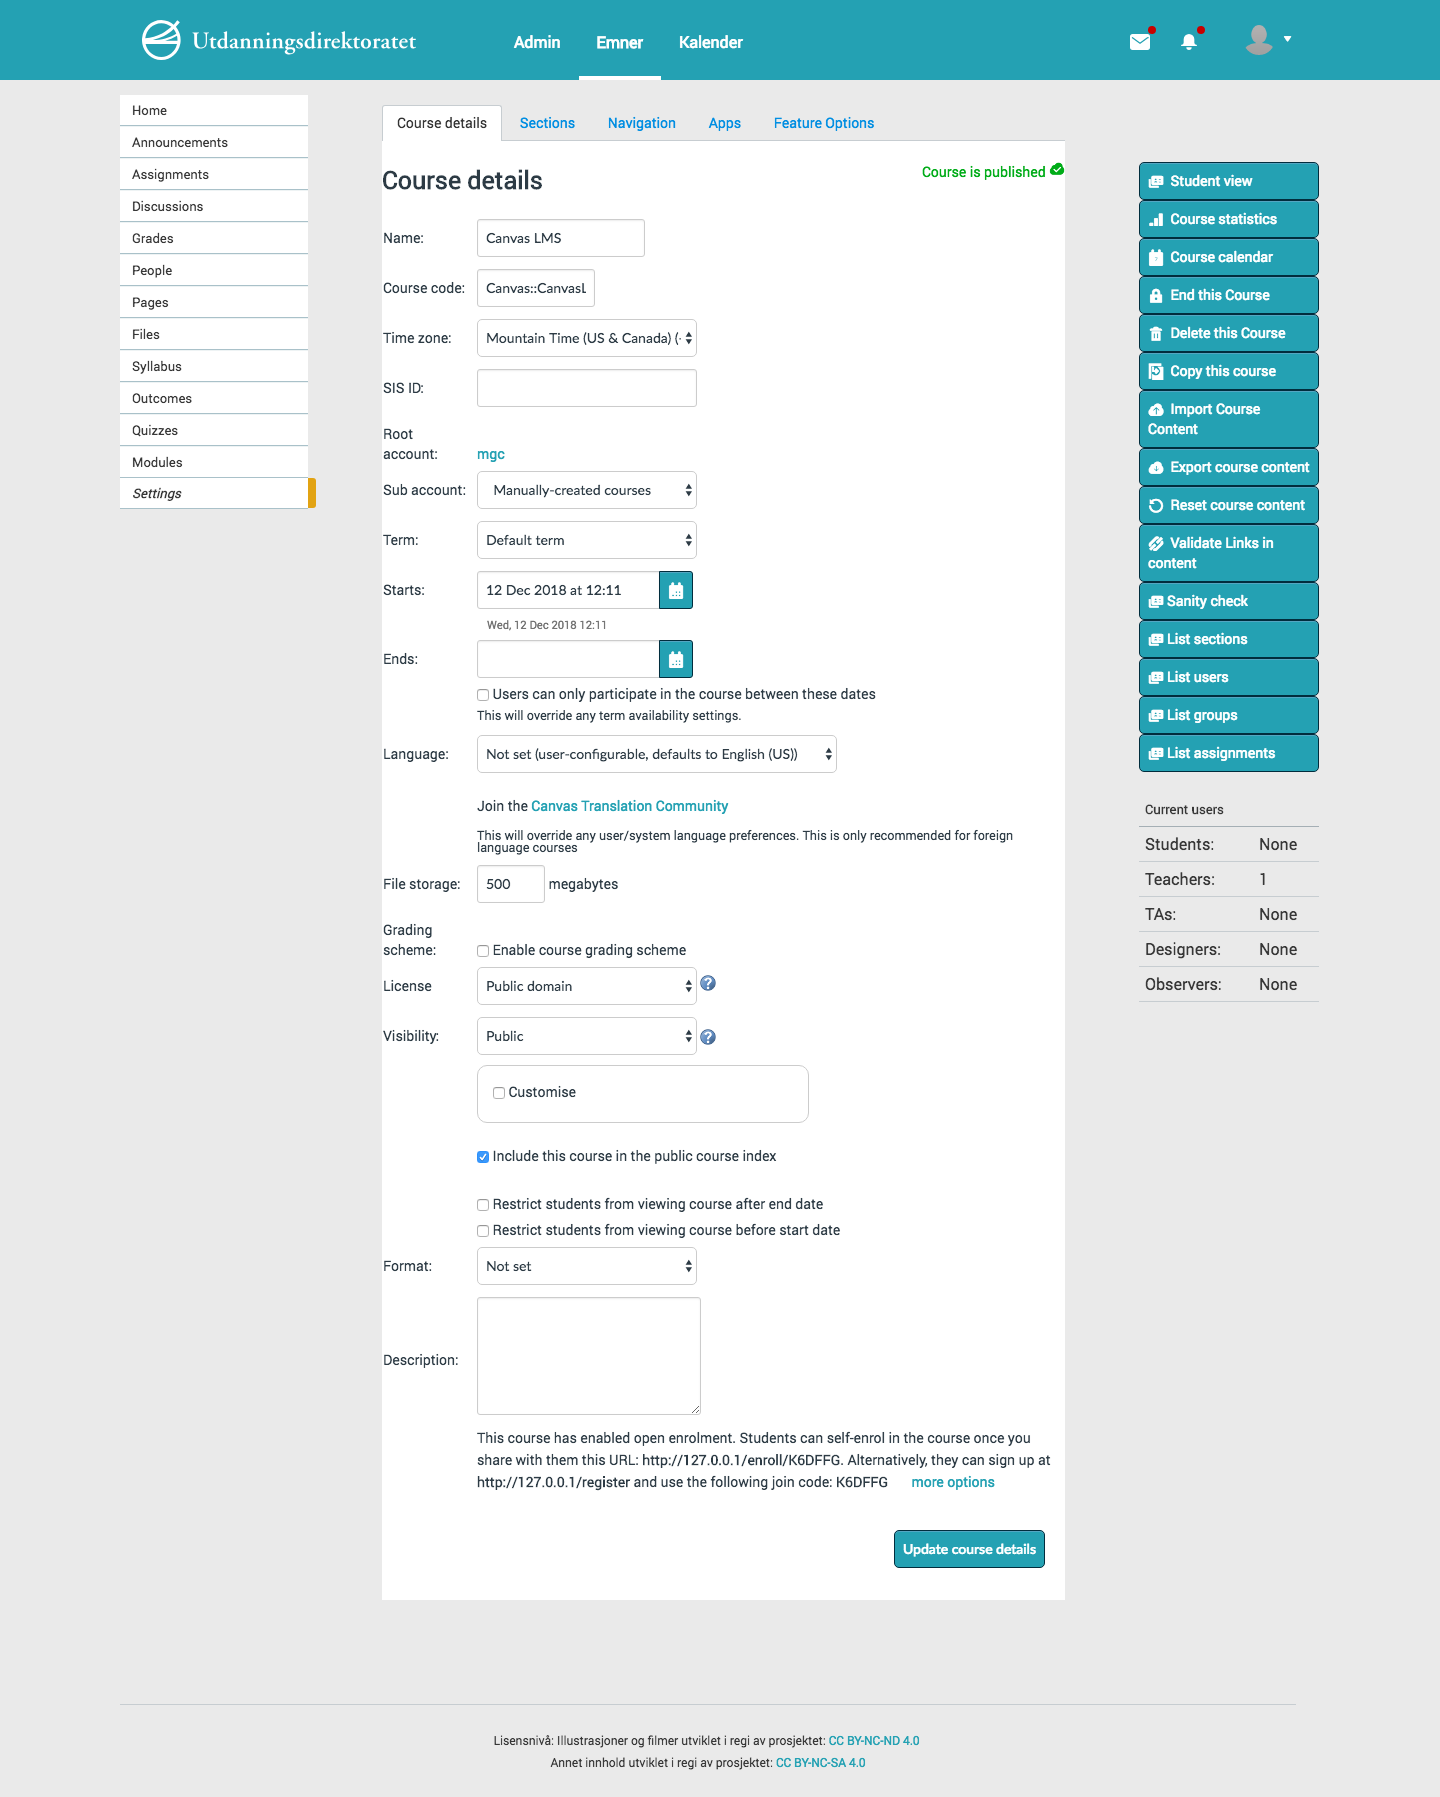 Utdanningsdirektoratet
Admin
Emner
Kalender
Home
Announcements
Assignments
Discussions
Grades
People
Pages
Files
Syllabus
Outcomes
Quizzes
Modules
Settings
Course details
Sections
Navigation
Apps
Feature Options
Course details
Course is published
Name:
Canvas LMS
Course code:
Canvas::CanvasL
Time zone:
Mountain Time (US & Canada) (-
SIS ID:
Root
account:
mgc
Sub account:
Manually-created courses
Term:
Default term
Starts:
12 Dec 2018 at 12:11
Wed, 12 Dec 2018 12:11
Ends:
Users can only participate in the course between these dates
This will override any term availability settings.
Language:
Not set (user-configurable, defaults to English (US))
Join the Canvas Translation Community
This will override any user/system language preferences. This is only recommended for foreign
language courses
File storage:
500
megabytes
Grading
scheme:
Enable course grading scheme
License
Public domain
Visibility:
Public
Customise
Include this course in the public course index
Restrict students from viewing course after end date
Restrict students from viewing course before start date
Format:
Not set
Description:
This course has enabled open enrolment. Students can self-enrol in the course once you
share with them this URL: http://127.0.0.1/enroll/K6DFFG. Alternatively, they can sign up at
http://127.0.0.1/register and use the following join code: K6DFFG more options
Update course details
Student view
Course statistics
Course calendar
End this Course
Delete this Course
Copy this course
Import Course
Content
Export course content
Reset course content
Validate Links in
content
Sanity check
List sections
List users
List groups
List assignments
Current users
Students: None
Teachers: 1
TAs: None
Designers: None
Observers: None
Lisensnivå: Illustrasjoner og filmer utviklet i regi av prosjektet: CC BY-NC-ND 4.0
Annet innhold utviklet i regi av prosjektet: CC BY-NC-SA 4.0